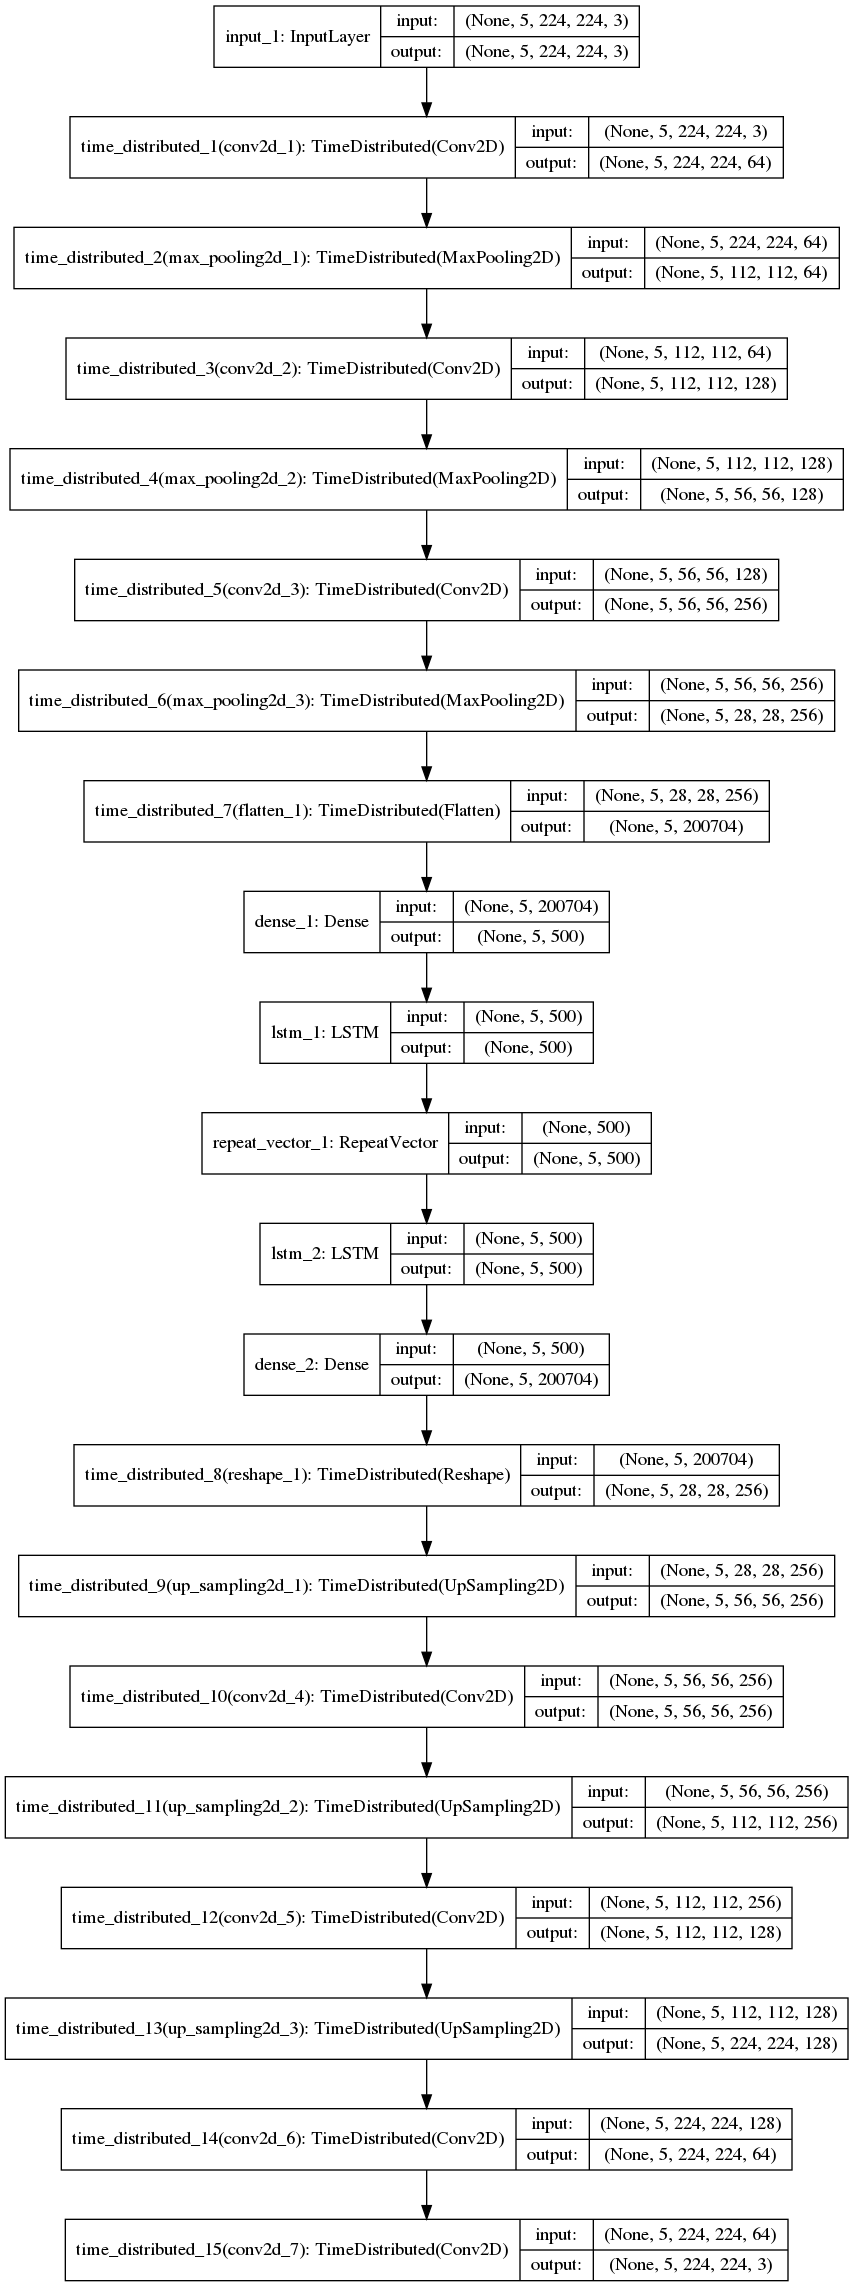 input_1: InputLayer
input: (None, 5, 224, 224, 3)
output: (None, 5, 224, 224, 3)
time_distributed_1(conv2d_1): TimeDistributed(Conv2D)
input: (None, 5, 224, 224, 3)
output: (None, 5, 224, 224, 64)
time_distributed_2(max_pooling2d_1): TimeDistributed(MaxPooling2D)
input: (None, 5, 224, 224, 64)
output: (None, 5, 112, 112, 64)
time_distributed_3(conv2d_2): TimeDistributed(Conv2D)
input: (None, 5, 112, 112, 64)
output: (None, 5, 112, 112, 128)
time_distributed_4(max_pooling2d_2): TimeDistributed(MaxPooling2D)
input: (None, 5, 112, 112, 128)
output: (None, 5, 56, 56, 128)
time_distributed_5(conv2d_3): TimeDistributed(Conv2D)
input: (None, 5, 56, 56, 128)
output: (None, 5, 56, 56, 256)
time_distributed_6(max_pooling2d_3): TimeDistributed(MaxPooling2D)
input: (None, 5, 56, 56, 256)
output: (None, 5, 28, 28, 256)
time_distributed_7(flatten_1): TimeDistributed(Flatten)
input: (None, 5, 28, 28, 256)
output: (None, 5, 200704)
dense_1: Dense
input: (None, 5, 200704)
output: (None, 5, 500)
lstm_1: LSTM
input: (None, 5, 500)
output: (None, 500)
repeat_vector_1: RepeatVector
input: (None, 500)
output: (None, 5, 500)
lstm_2: LSTM
input: (None, 5, 500)
output: (None, 5, 500)
dense_2: Dense
input: (None, 5, 500)
output: (None, 5, 200704)
time_distributed_8(reshape_1): TimeDistributed(Reshape)
input: (None, 5, 200704)
output: (None, 5, 28, 28, 256)
time_distributed_9(up_sampling2d_1): TimeDistributed(UpSampling2D)
input: (None, 5, 28, 28, 256)
output: (None, 5, 56, 56, 256)
time_distributed_10(conv2d_4): TimeDistributed(Conv2D)
input: (None, 5, 56, 56, 256)
output: (None, 5, 56, 56, 256)
time_distributed_11(up_sampling2d_2): TimeDistributed(UpSampling2D)
input: (None, 5, 56, 56, 256)
output: (None, 5, 112, 112, 256)
time_distributed_12(conv2d_5): TimeDistributed(Conv2D)
input: (None, 5, 112, 112, 256)
output: (None, 5, 112, 112, 128)
time_distributed_13(up_sampling2d_3): TimeDistributed(UpSampling2D)
input: (None, 5, 112, 112, 128)
output: (None, 5, 224, 224, 128)
time_distributed_14(conv2d_6): TimeDistributed(Conv2D)
input: (None, 5, 224, 224, 128)
output: (None, 5, 224, 224, 64)
time_distributed_15(conv2d_7): TimeDistributed(Conv2D)
input: (None, 5, 224, 224, 64)
output: (None, 5, 224, 224, 3)